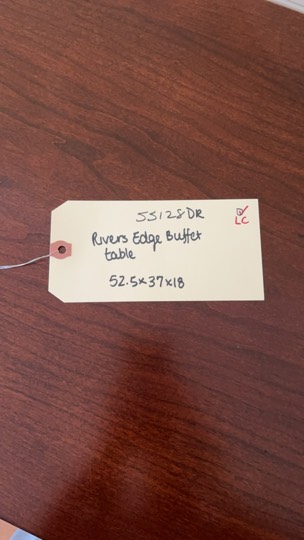 SS128DR
LC
Rivers Edge Buffet
table
52.5x37x18